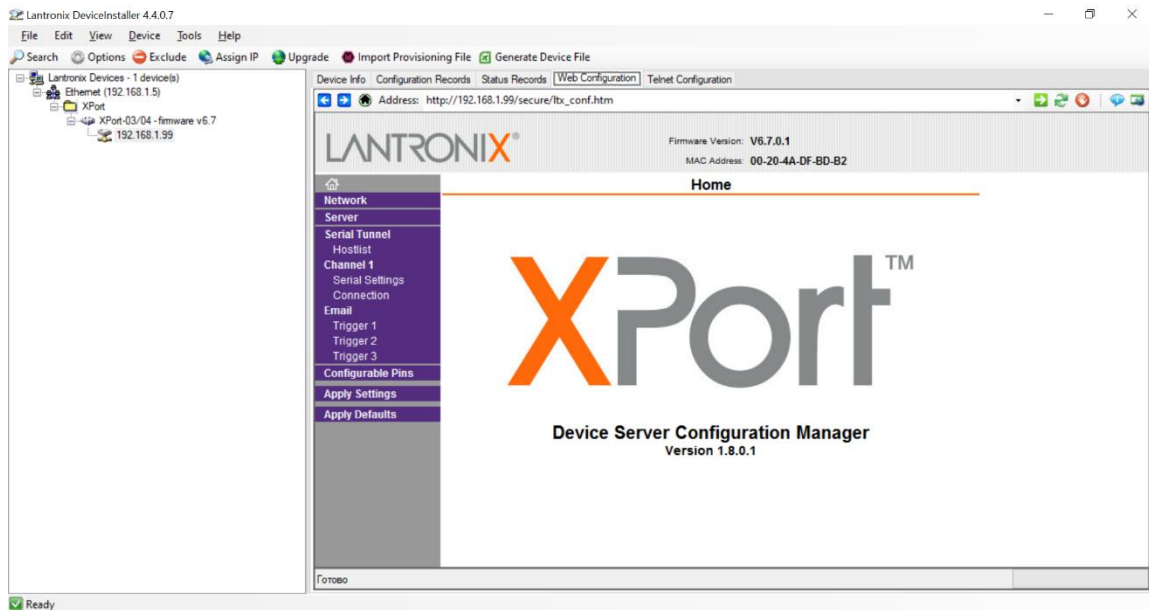 Lantronix DeviceInstaller 4.4.0.7
File Edit View Device Tools Help
Search Options Exclude Assign IP Upgrade Import Provisioning File Generate Device File
Lantronix Devices - 1 device(s)
Ethernet (192.168.1.5)
XPort
XPort-03/04 - firmware v6.7
192.168.1.99
Device Info Configuration Records Status Records Web Configuration Telnet Configuration
Address: http://192.168.1.99/secure/ltx_conf.htm
LANTRONIX®
Firmware Version: V6.7.0.1
MAC Address: 00-20-4A-DF-BD-B2
Home
Network
Server
Serial Tunnel
Hostlist
Channel 1
Serial Settings
Connection
Email
Trigger 1
Trigger 2
Trigger 3
Configurable Pins
Apply Settings
Apply Defaults
XPort™
Device Server Configuration Manager
Version 1.8.0.1
Готово
Ready